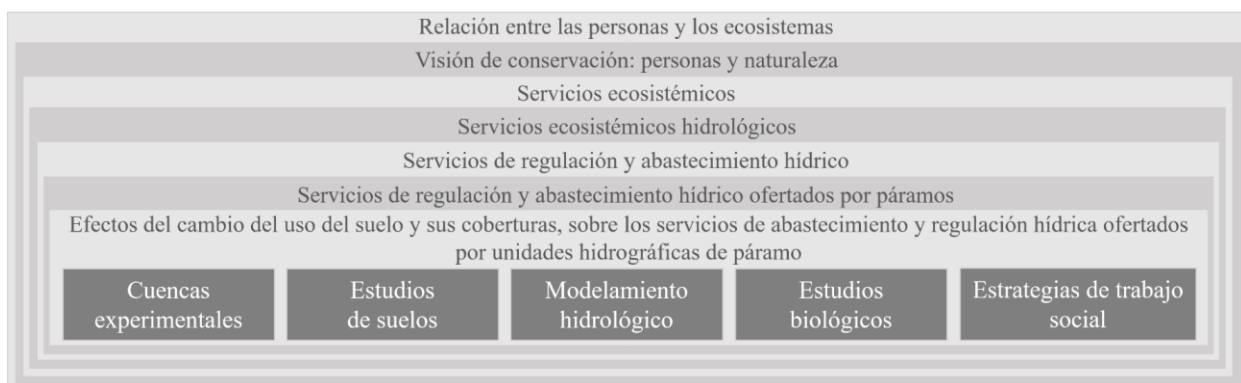 Relación entre las personas y los ecosistemas
Visión de conservación: personas y naturaleza
Servicios ecosistémicos
Servicios ecosistémicos hidrológicos
Servicios de regulación y abastecimiento hídrico
Servicios de regulación y abastecimiento hídrico ofertados por páramos
Efectos del cambio del uso del suelo y sus coberturas, sobre los servicios de abastecimiento y regulación hídrica ofertados
por unidades hidrográficas de páramo
Cuencas
experimentales
Estudios
de suelos
Modelamiento
hidrológico
Estudios
biológicos
Estrategias de trabajo
social